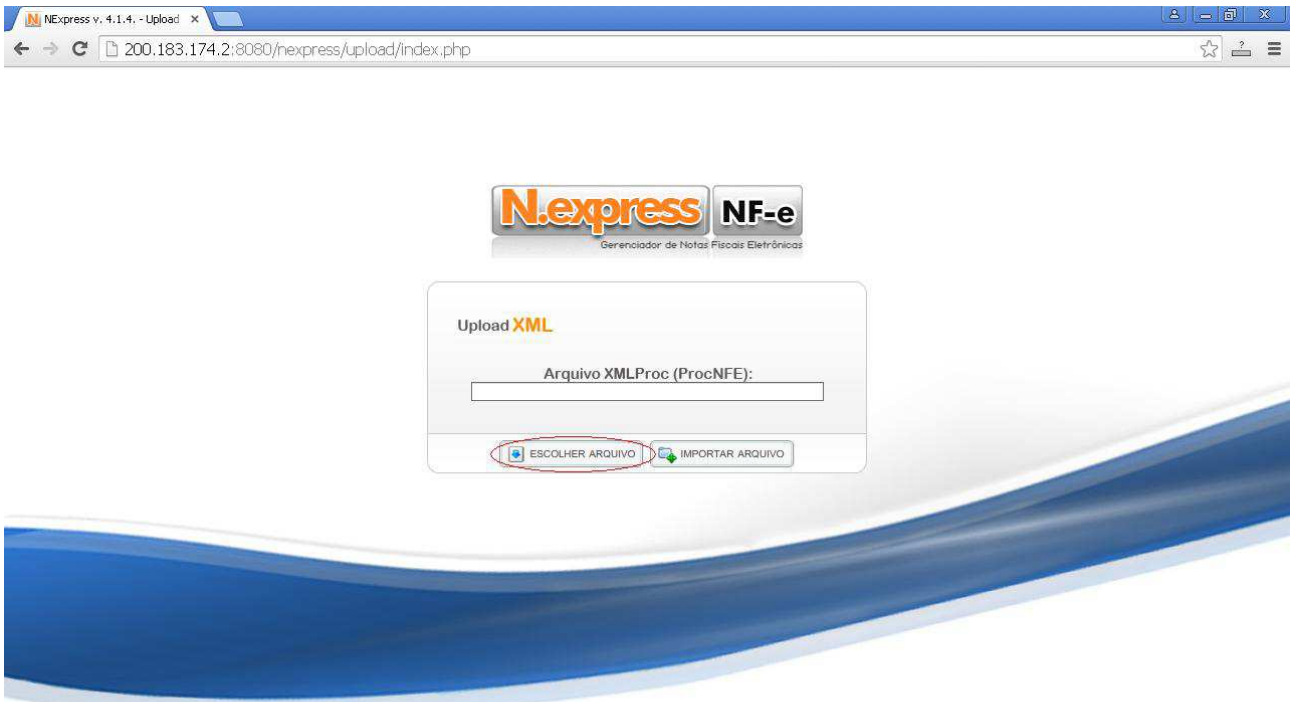 NExpress v. 4.1.4. - Upload
200.183.174.2:8080/nexpress/upload/index.php
N.express NF-e
Gerenciador de Notas Fiscais Eletrônicas
Upload XML
Arquivo XMLProc (ProcNFE):
ESCOLHER ARQUIVO IMPORTAR ARQUIVO